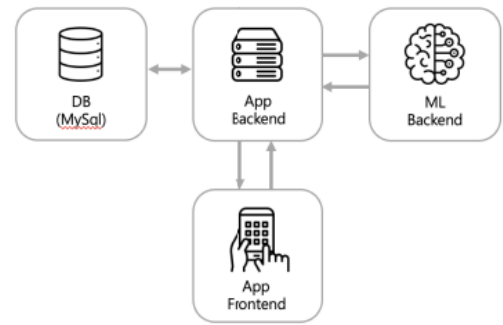 DB
(MySql)
App
Backend
ML
Backend
App
Frontend